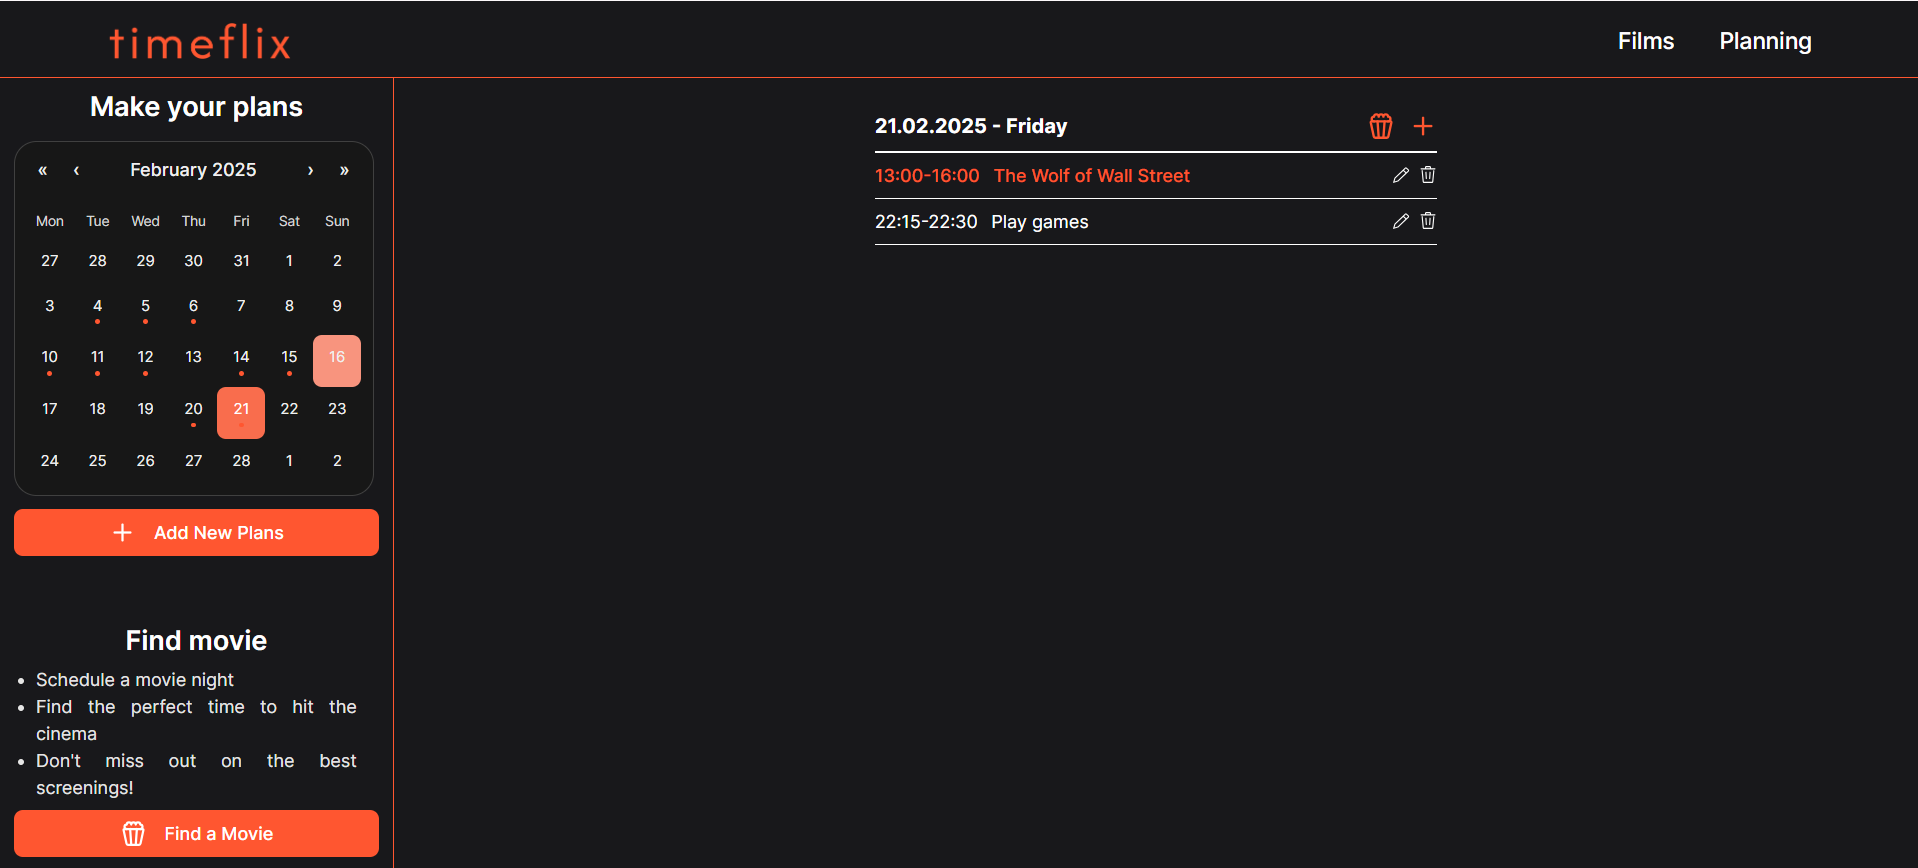 timeflix
Films Planning
Make your plans
« ‹ February 2025 › »
Mon Tue Wed Thu Fri Sat Sun
27 28 29 30 31 1 2
3 4 5 6 7 8 9
10 11 12 13 14 15 16
17 18 19 20 21 22 23
24 25 26 27 28 1 2
+ Add New Plans
Find movie
• Schedule a movie night
• Find the perfect time to hit the
cinema
• Don't miss out on the best
screenings!
Find a Movie
21.02.2025 - Friday
13:00-16:00 The Wolf of Wall Street
22:15-22:30 Play games